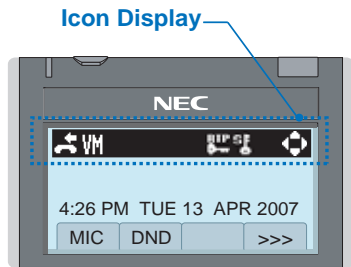 Icon Display
NEC
VM
4:26 PM TUE 13 APR 2007
MIC DND >>>